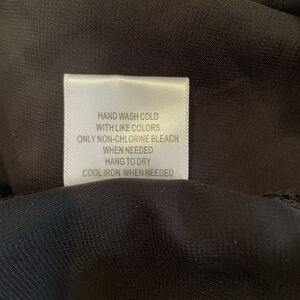 HAND WASH COLD
WITH LIKE COLORS
ONLY NON-CHLORINE BLEACH
WHEN NEEDED
HANG TO DRY
COOL IRON WHEN NEEDED